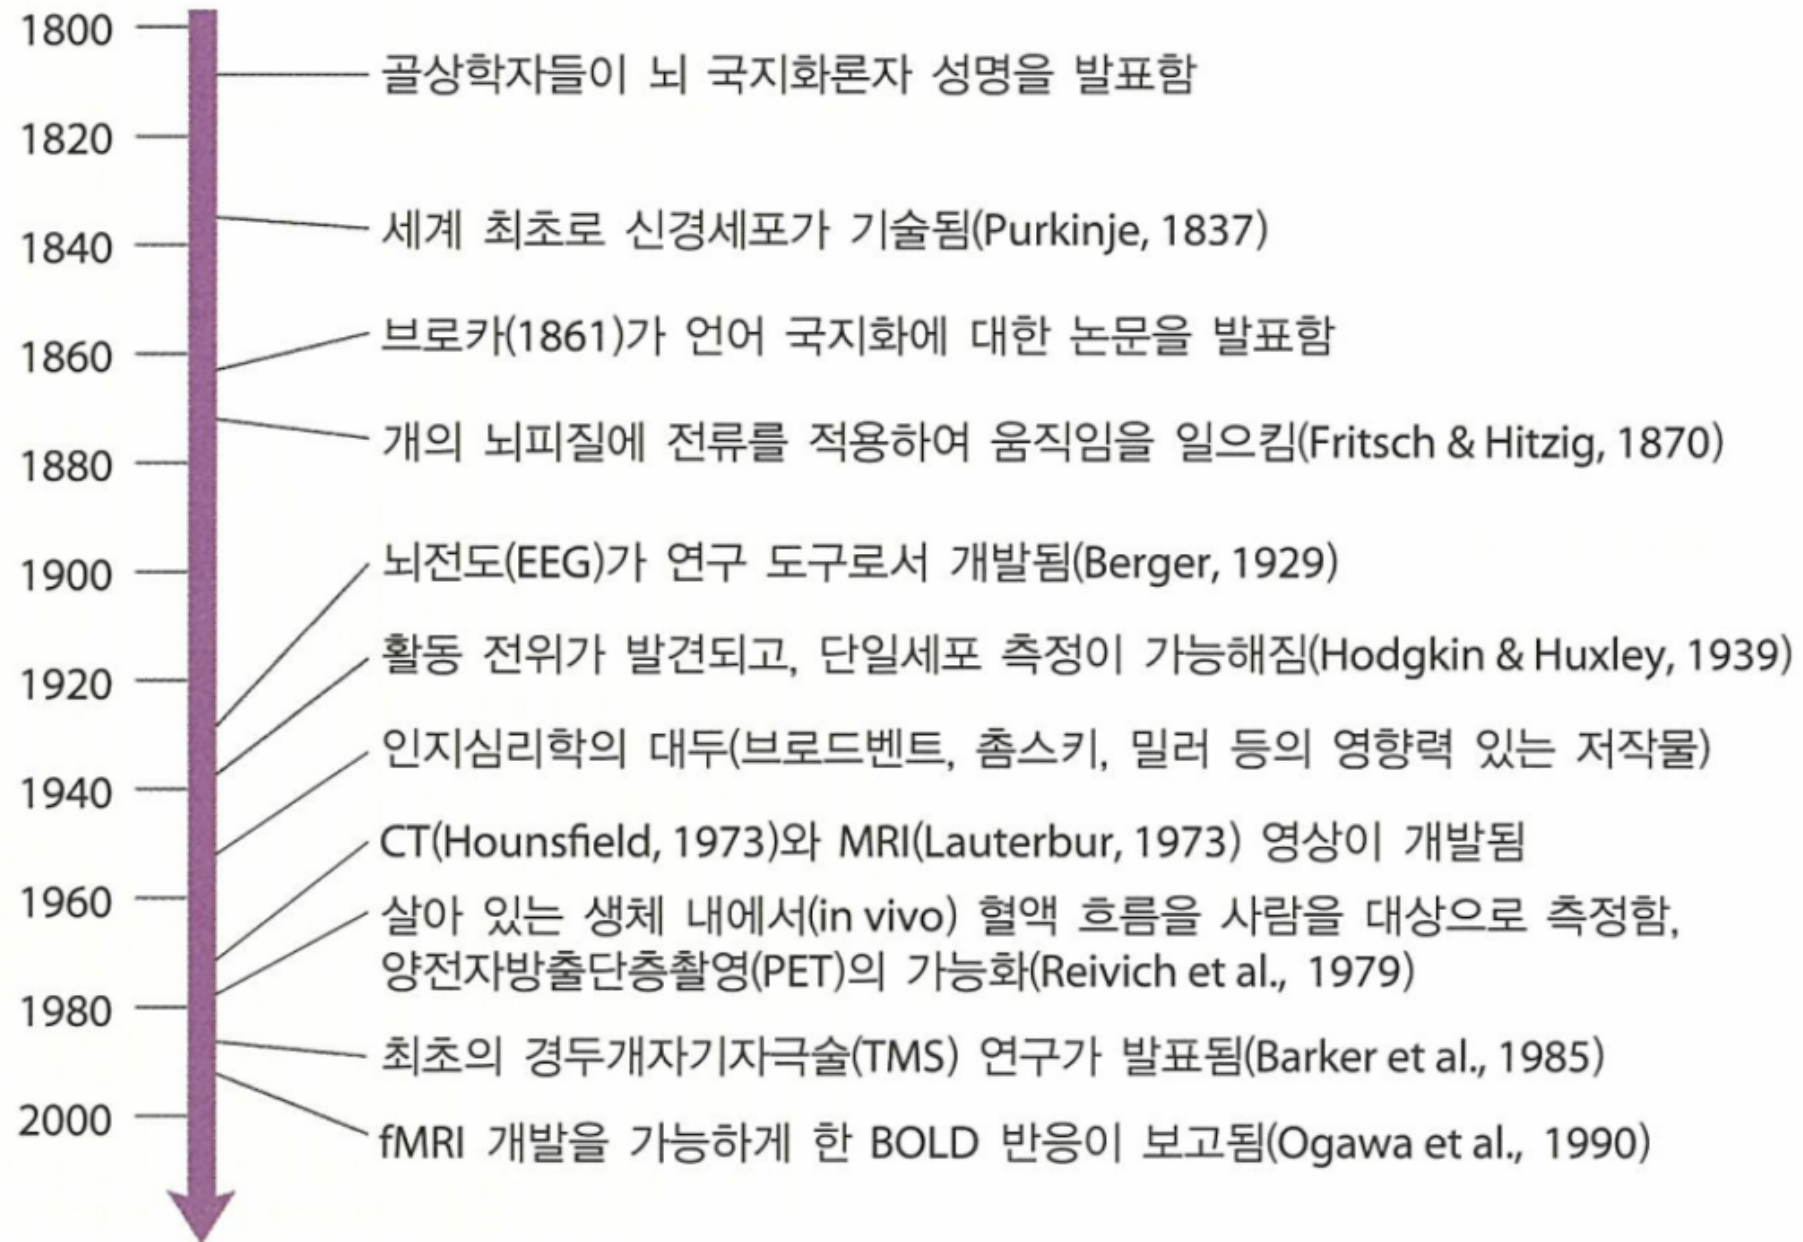 1800
골상학자들이 뇌 국지화론자 성명을 발표함
1820
세계 최초로 신경세포가 기술됨(Purkinje, 1837)
1840
브로카(1861)가 언어 국지화에 대한 논문을 발표함
1860
개의 뇌피질에 전류를 적용하여 움직임을 일으킴(Fritsch & Hitzig, 1870)
1880
뇌전도(EEG)가 연구 도구로서 개발됨(Berger, 1929)
1900
활동 전위가 발견되고, 단일세포 측정이 가능해짐(Hodgkin & Huxley, 1939)
1920
인지심리학의 대두(브로드벤트, 촘스키, 밀러 등의 영향력 있는 저작물)
1940
CT(Hounsfield, 1973)와 MRI(Lauterbur, 1973) 영상이 개발됨
1960
살아 있는 생체 내에서(in vivo) 혈액 흐름을 사람을 대상으로 측정함,
양전자방출단층촬영(PET)의 가능화(Reivich et al., 1979)
1980
최초의 경두개자기자극술(TMS) 연구가 발표됨(Barker et al., 1985)
2000
fMRI 개발을 가능하게 한 BOLD 반응이 보고됨(Ogawa et al., 1990)